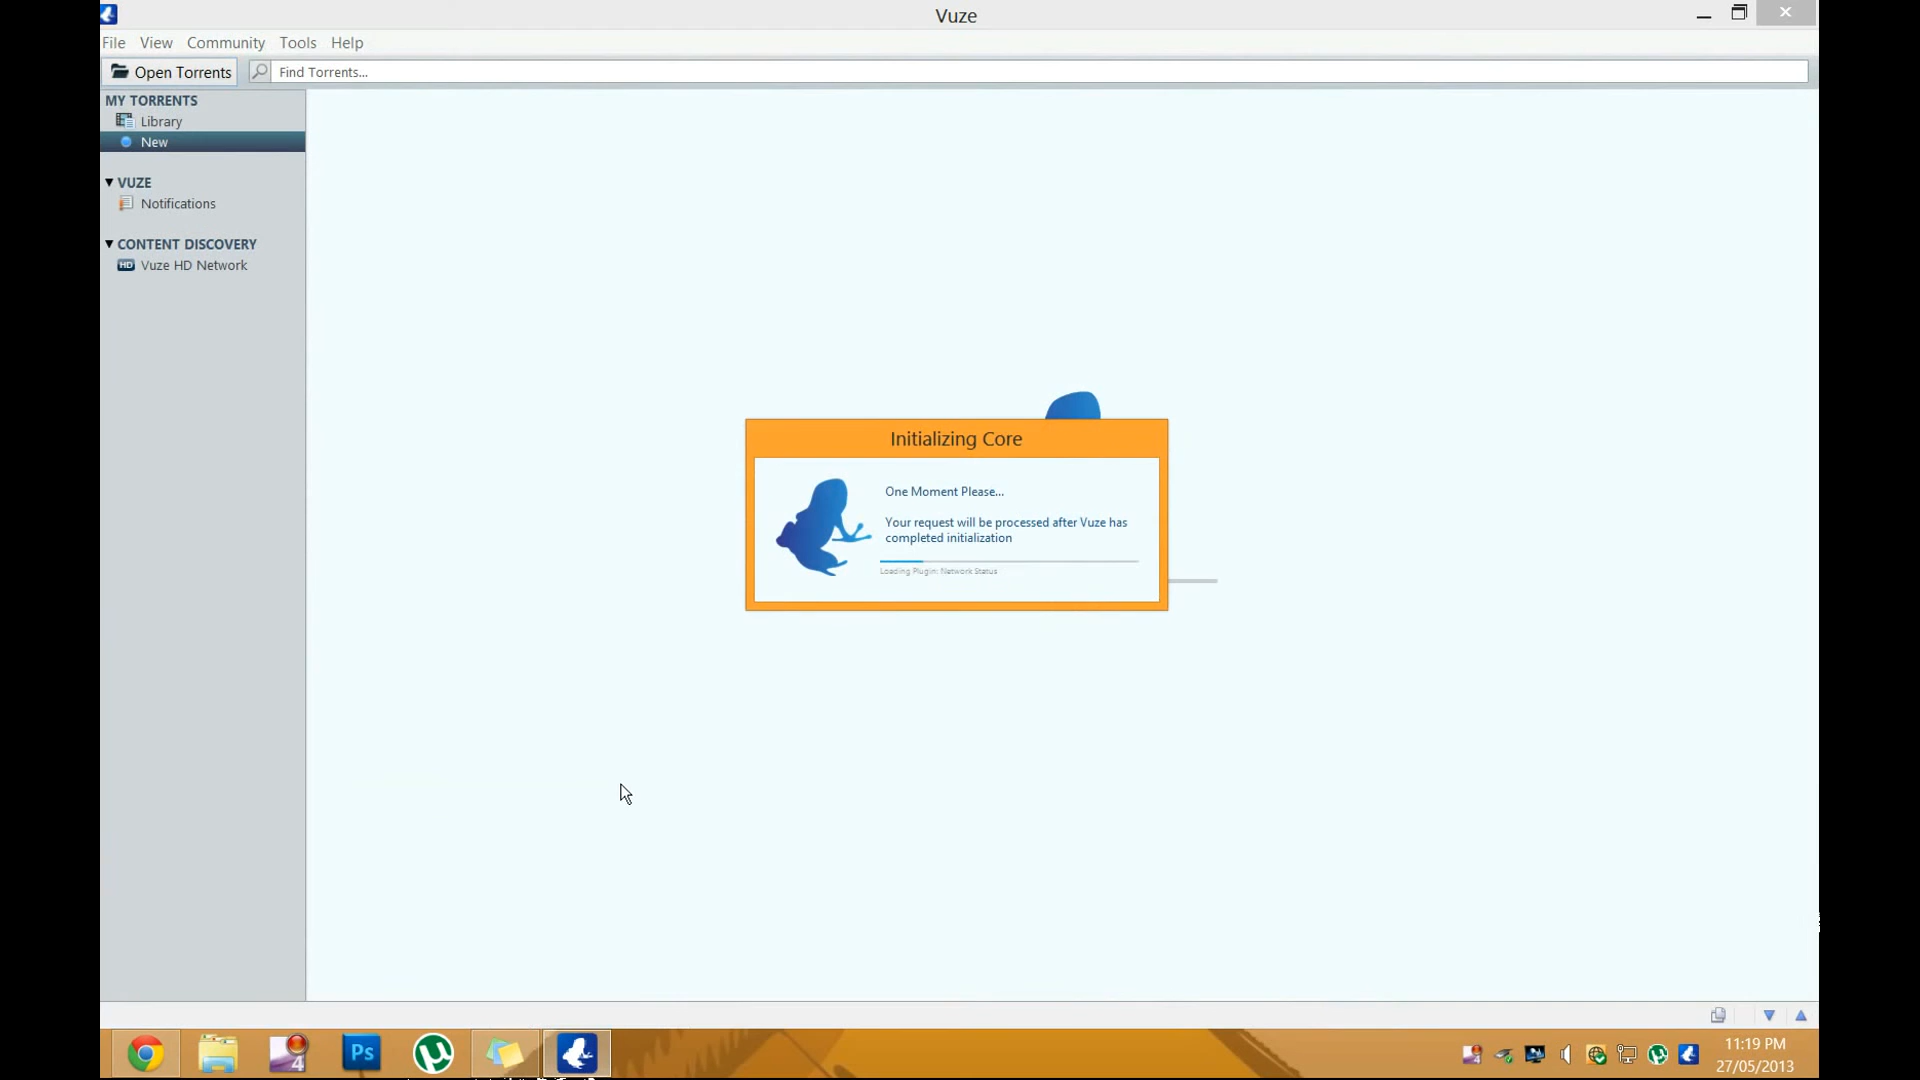 Vuze
File View Community Tools Help
Open Torrents Find Torrents...
MY TORRENTS
Library
New
VUZE
Notifications
CONTENT DISCOVERY
HD Vuze HD Network
Initializing Core
One Moment Please...
Your request will be processed after Vuze has
completed initialization
Loading Plugin: Network Status
4 Ps
11:19 PM
27/05/2013